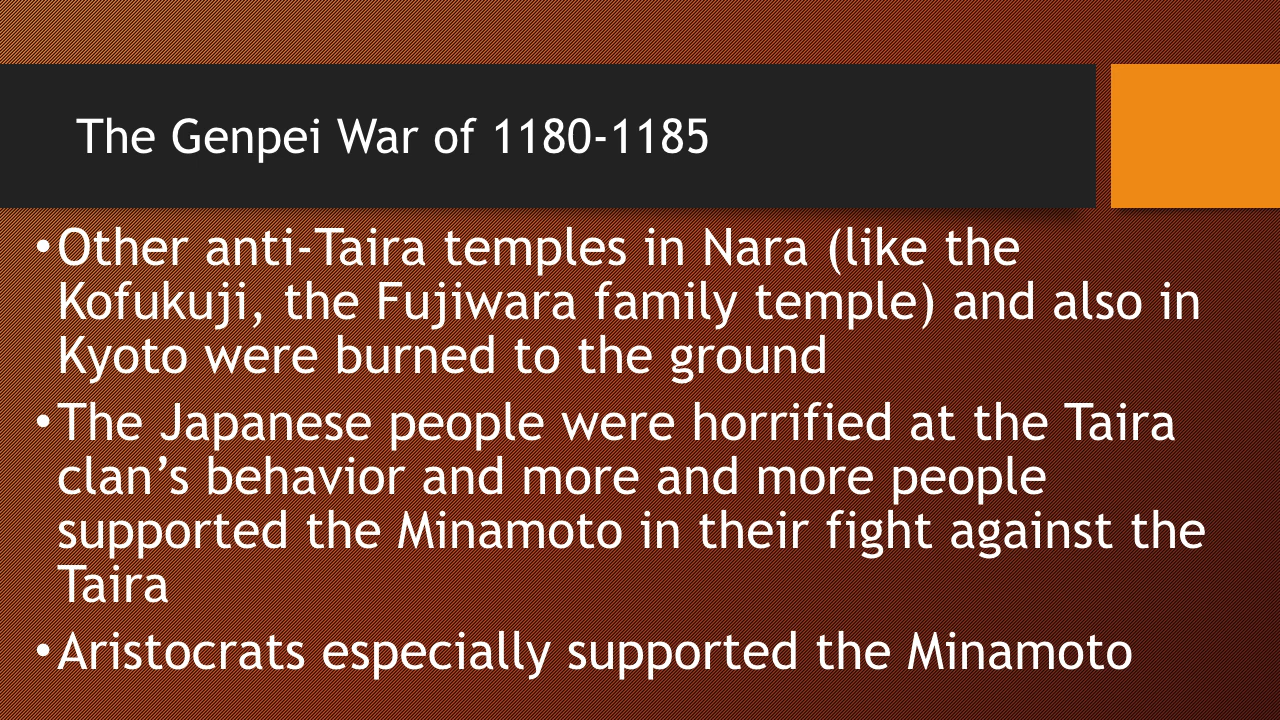 The Genpei War of 1180-1185
•Other anti-Taira temples in Nara (like the
Kofukuji, the Fujiwara family temple) and also in
Kyoto were burned to the ground
•The Japanese people were horrified at the Taira
clan’s behavior and more and more people
supported the Minamoto in their fight against the
Taira
•Aristocrats especially supported the Minamoto